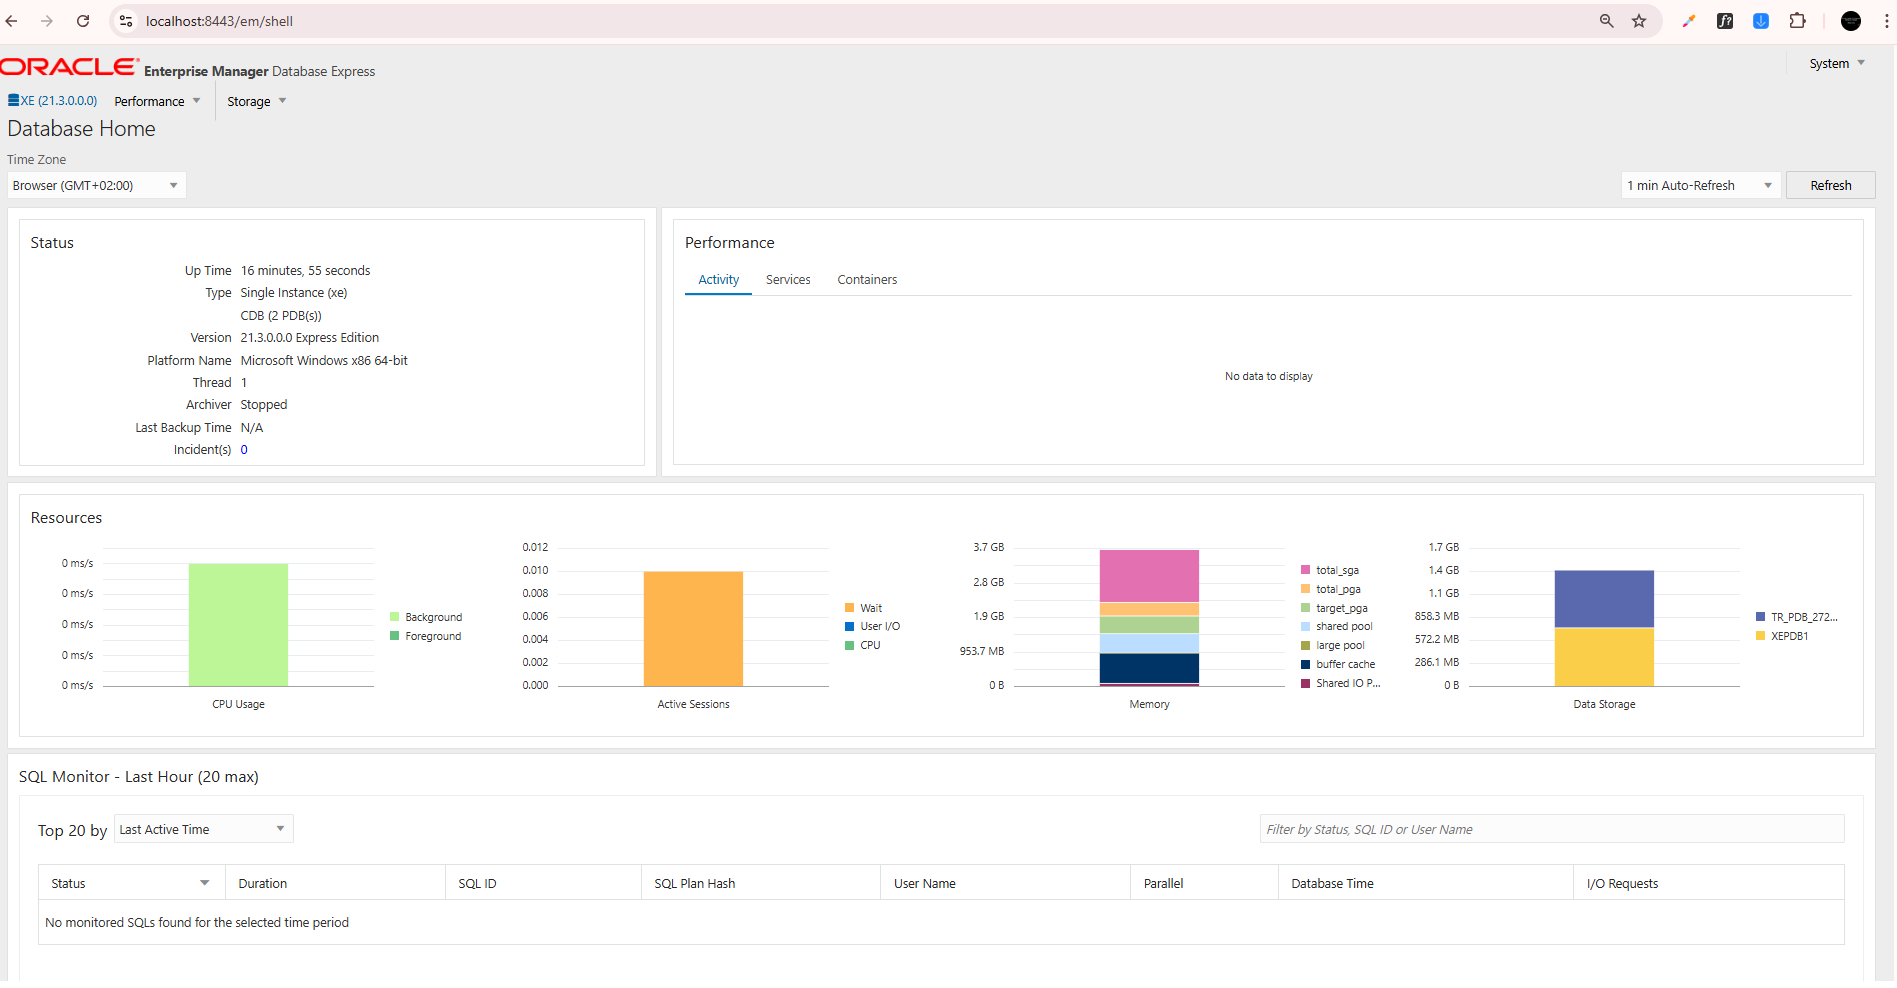 localhost:8443/em/shell
ORACLE Enterprise Manager Database Express
System
XE (21.3.0.0.0) Performance Storage
Database Home
Time Zone
Browser (GMT+02:00)
1 min Auto-Refresh Refresh
Status
Up Time 16 minutes, 55 seconds
Type Single Instance (xe)
CDB (2 PDB(s))
Version 21.3.0.0.0 Express Edition
Platform Name Microsoft Windows x86 64-bit
Thread 1
Archiver Stopped
Last Backup Time N/A
Incident(s) 0
Performance
Activity Services Containers
No data to display
Resources
0 ms/s
0 ms/s
0 ms/s
0 ms/s
0 ms/s
CPU Usage
Background
Foreground
0.012
0.010
0.008
0.006
0.004
0.002
0.000
Active Sessions
Wait
User I/O
CPU
3.7 GB
2.8 GB
1.9 GB
953.7 MB
0 B
Memory
total_sga
total_pga
target_pga
shared pool
large pool
buffer cache
Shared IO P...
1.7 GB
1.4 GB
1.1 GB
858.3 MB
572.2 MB
286.1 MB
0 B
Data Storage
TR_PDB_272...
XEPDB1
SQL Monitor - Last Hour (20 max)
Top 20 by Last Active Time
Filter by Status, SQL ID or User Name
Status Duration SQL ID SQL Plan Hash User Name Parallel Database Time I/O Requests
No monitored SQLs found for the selected time period